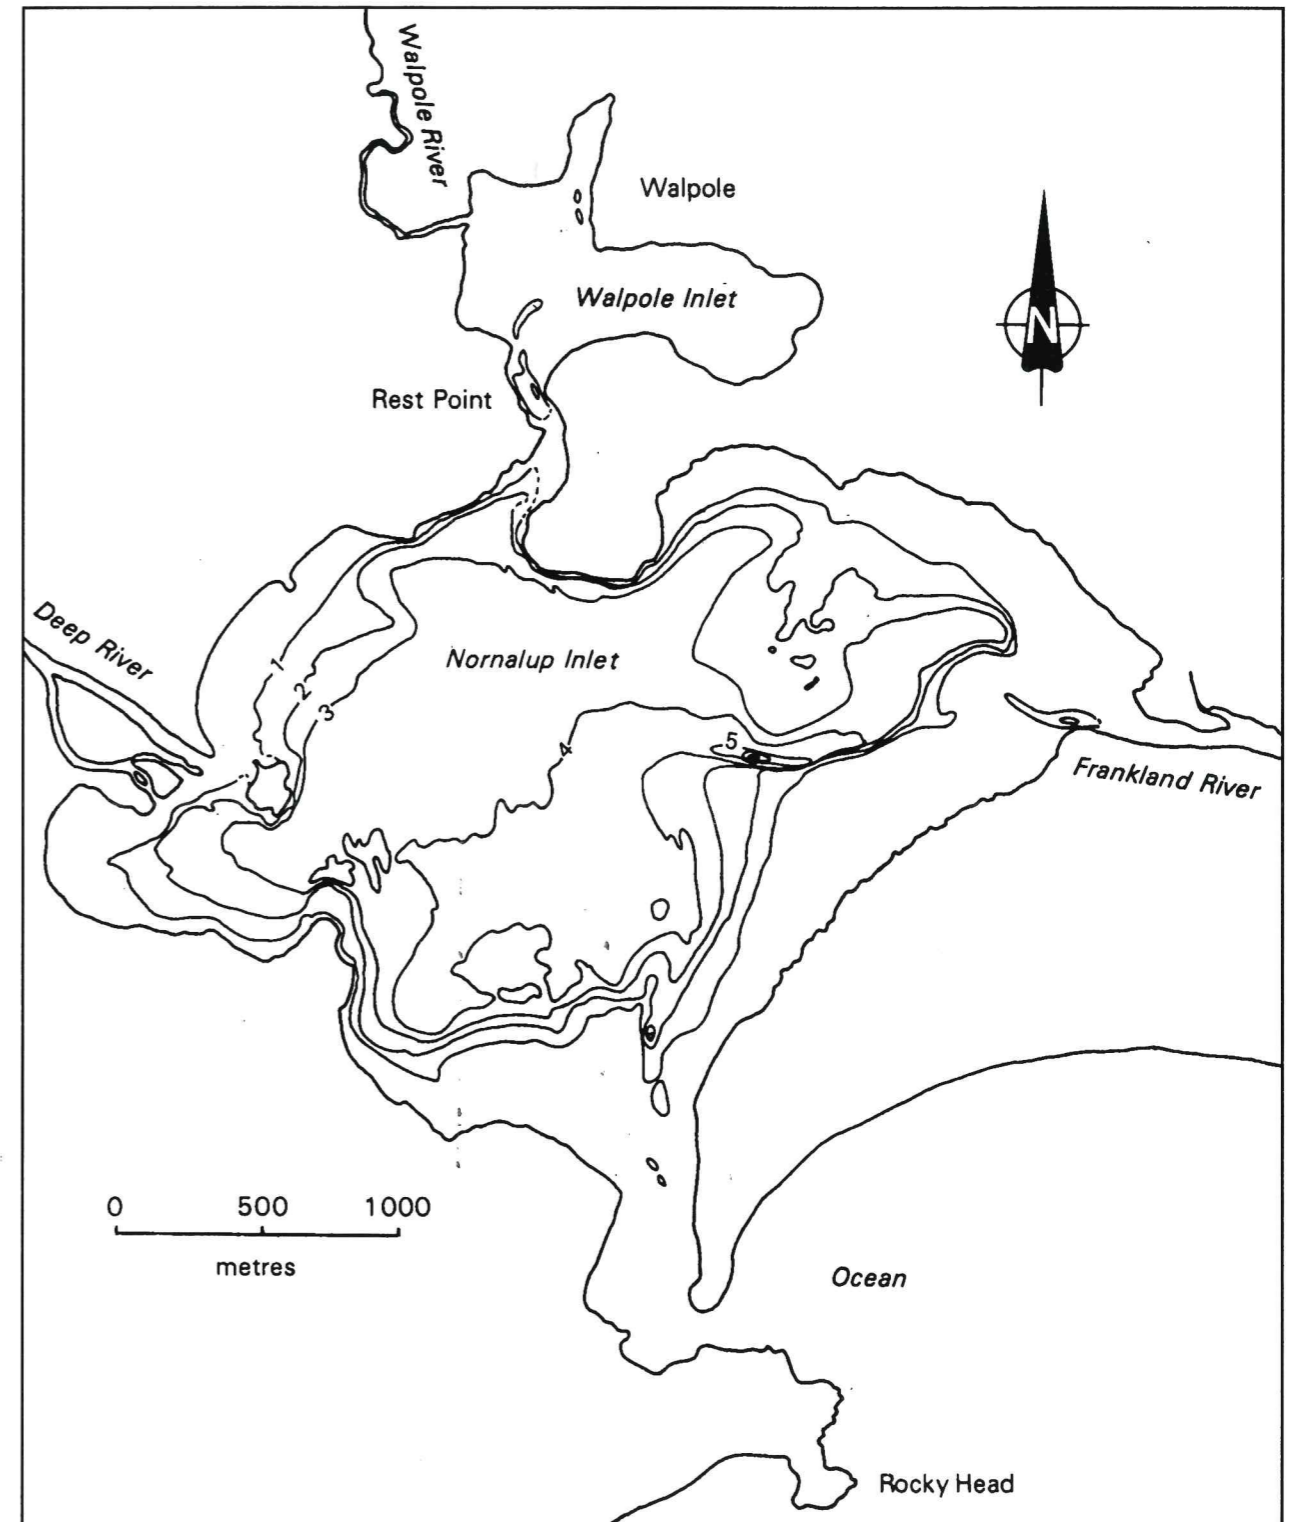 Walpole River
Walpole
Walpole Inlet
N
Rest Point
Deep River
Nornalup Inlet
1
2
3
4
5
Frankland River
0 500 1000
metres
Ocean
Rocky Head